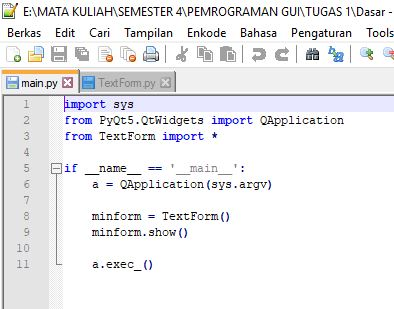 E:\MATA KULIAH\SEMESTER 4\PEMROGRAMAN GUI\TUGAS 1\Dasar -
Berkas Edit Cari Tampilan Enkode Bahasa Pengaturan Tools
main.py TextFom.py
1 import sys
2 from PyQt5.QtWidgets import QApplication
3 from TextForm import *
4
5 if __name__ == '__main__':
6 a = QApplication(sys.argv)
7
8 minform = TextForm()
9 minform.show()
10
11 a.exec_()